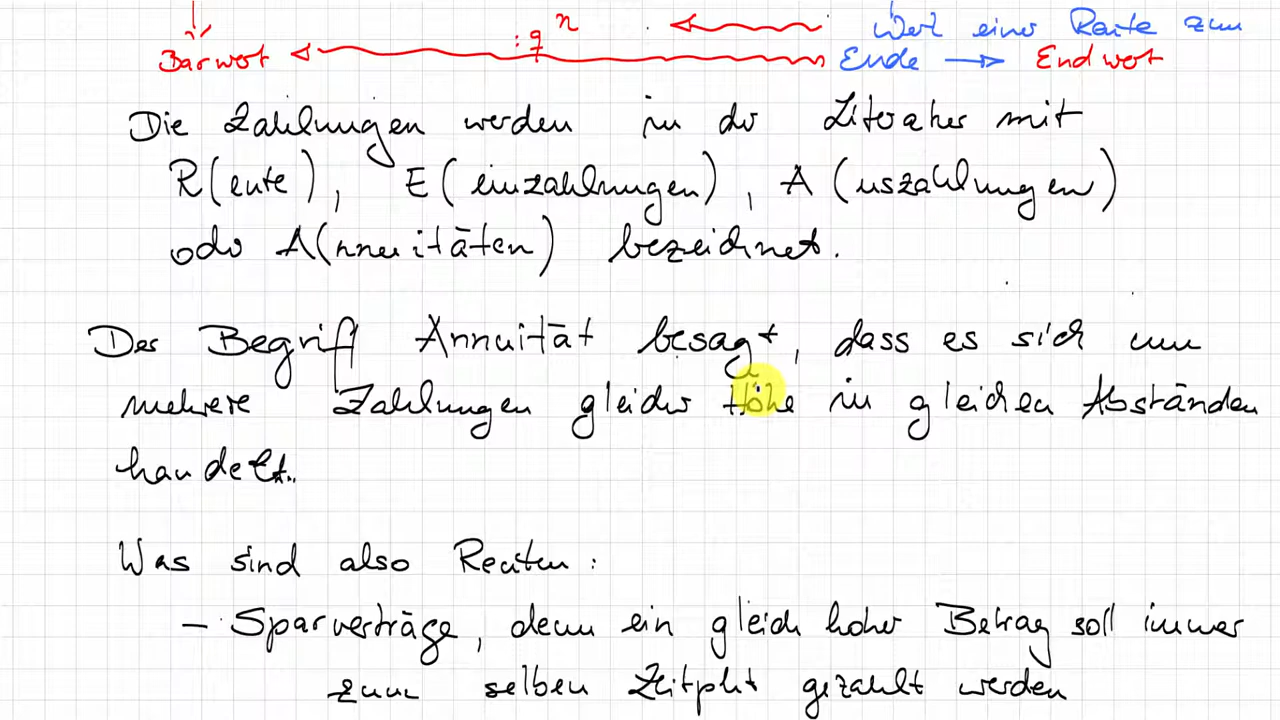 Wert einer Rente zum
Barwert : q^n Ende → Endwert
Die Zahlungen werden in der Literatur mit
R(ente), E(einzahlungen), A(uszahlungen)
oder A(nnuitäten) bezeichnet.
Der Begriff Annuität besagt, dass es sich um
mehrere Zahlungen gleicher Höhe in gleichen Abständen
handelt.
Was sind also Renten:
- Sparverträge, denn ein gleich hoher Betrag soll immer
zum selben Zeitpkt gezahlt werden